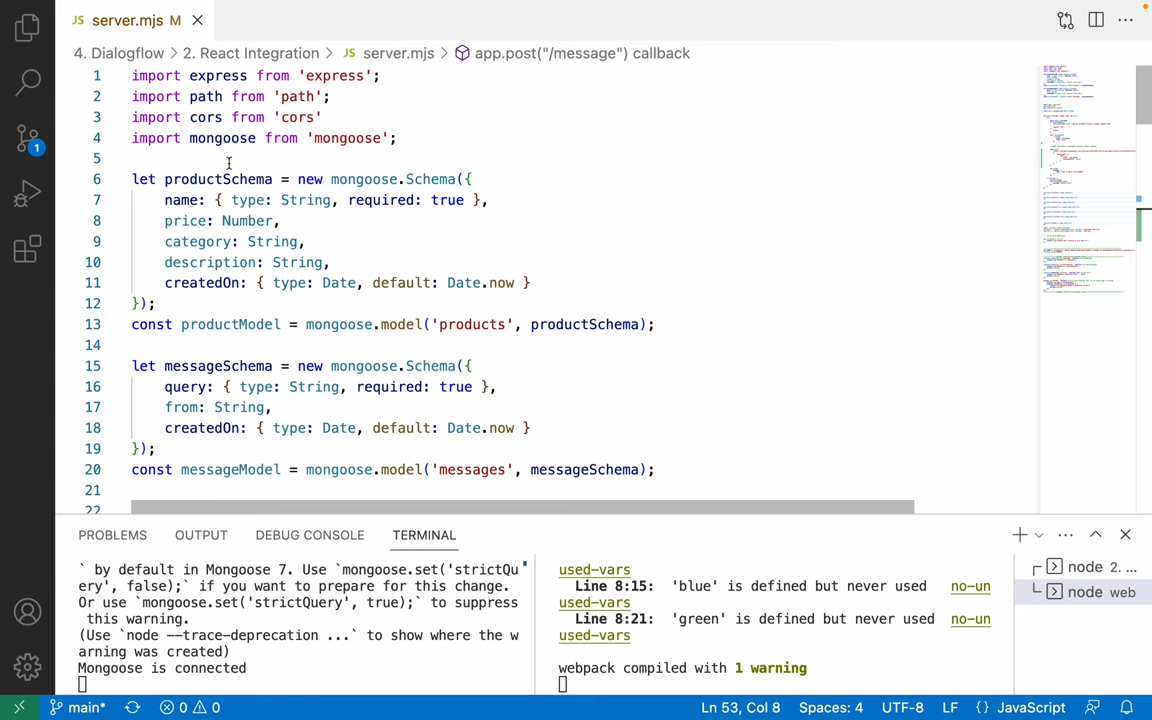 JS server.mjs M
4. Dialogflow > 2. React Integration > JS server.mjs > app.post("/message") callback
1 import express from 'express';
2 import path from 'path';
3 import cors from 'cors'
4 import mongoose from 'mongoose';
5
6 let productSchema = new mongoose.Schema({
7 name: { type: String, required: true },
8 price: Number,
9 category: String,
10 description: String,
11 createdOn: { type: Date, default: Date.now }
12 });
13 const productModel = mongoose.model('products', productSchema);
14
15 let messageSchema = new mongoose.Schema({
16 query: { type: String, required: true },
17 from: String,
18 createdOn: { type: Date, default: Date.now }
19 });
20 const messageModel = mongoose.model('messages', messageSchema);
21
22
1
PROBLEMS OUTPUT DEBUG CONSOLE TERMINAL
` by default in Mongoose 7. Use `mongoose.set('strictQu
ery', false);` if you want to prepare for this change.
Or use `mongoose.set('strictQuery', true);` to suppress
this warning.
(Use `node --trace-deprecation ...` to show where the w
arning was created)
Mongoose is connected
used-vars
Line 8:15: 'blue' is defined but never used no-un
used-vars
Line 8:21: 'green' is defined but never used no-un
used-vars
webpack compiled with 1 warning
node 2. ...
node web
main* 0 0 Ln 53, Col 8 Spaces: 4 UTF-8 LF {} JavaScript